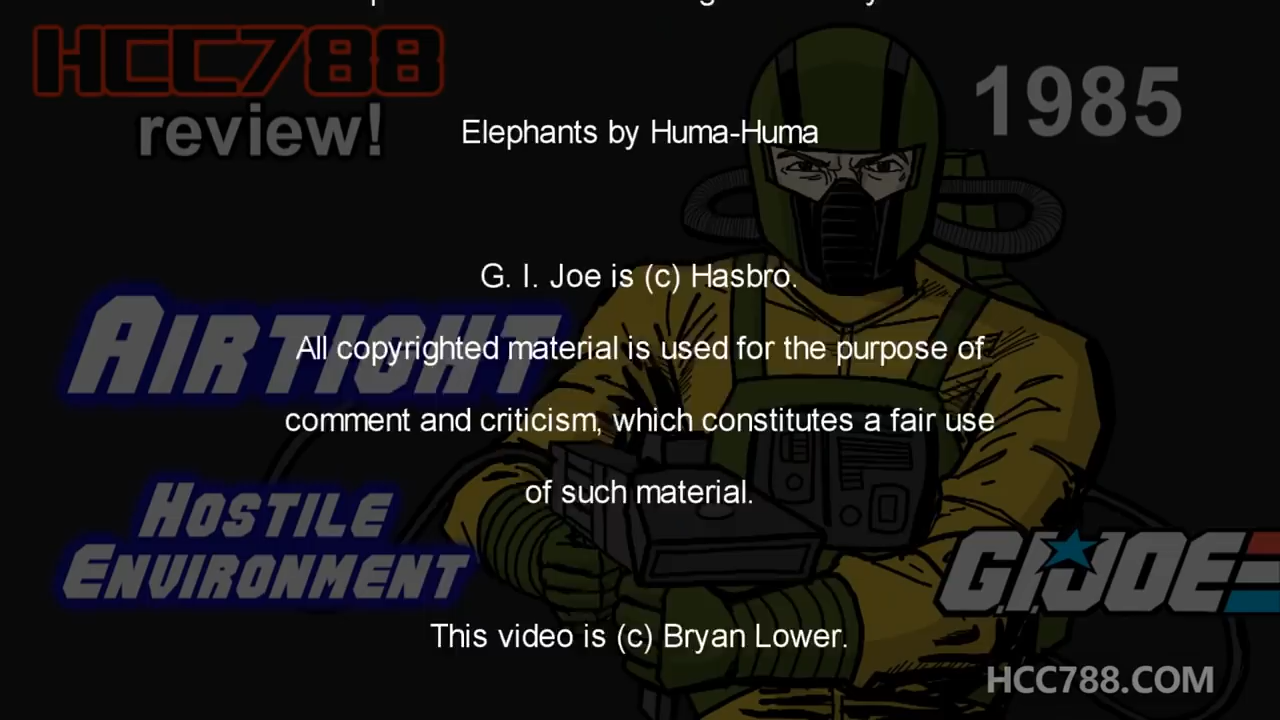 HCC788
review!
1985
Elephants by Huma-Huma
G. I. Joe is (c) Hasbro.
AIRTIGHT
All copyrighted material is used for the purpose of
comment and criticism, which constitutes a fair use
of such material.
HOSTILE
ENVIRONMENT
G.I. JOE
This video is (c) Bryan Lower.
HCC788.COM